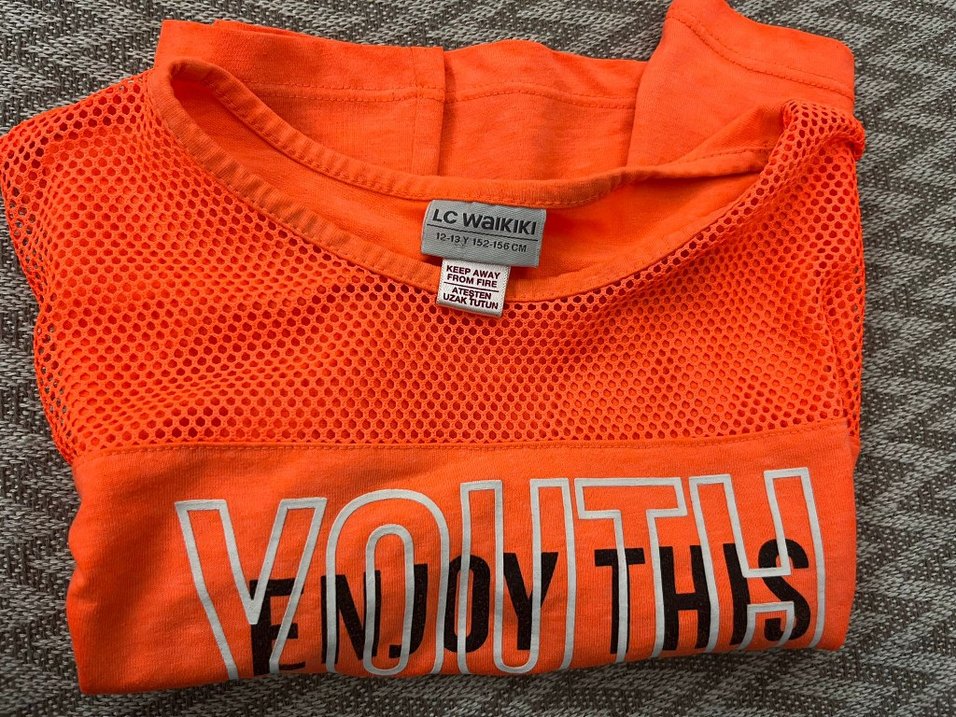 LC WAIKIKI
12-13 Y 152-156 CM
KEEP AWAY
FROM FIRE
ATEŞTEN
UZAK TUTUN
YOUTH
ENJOY THIS